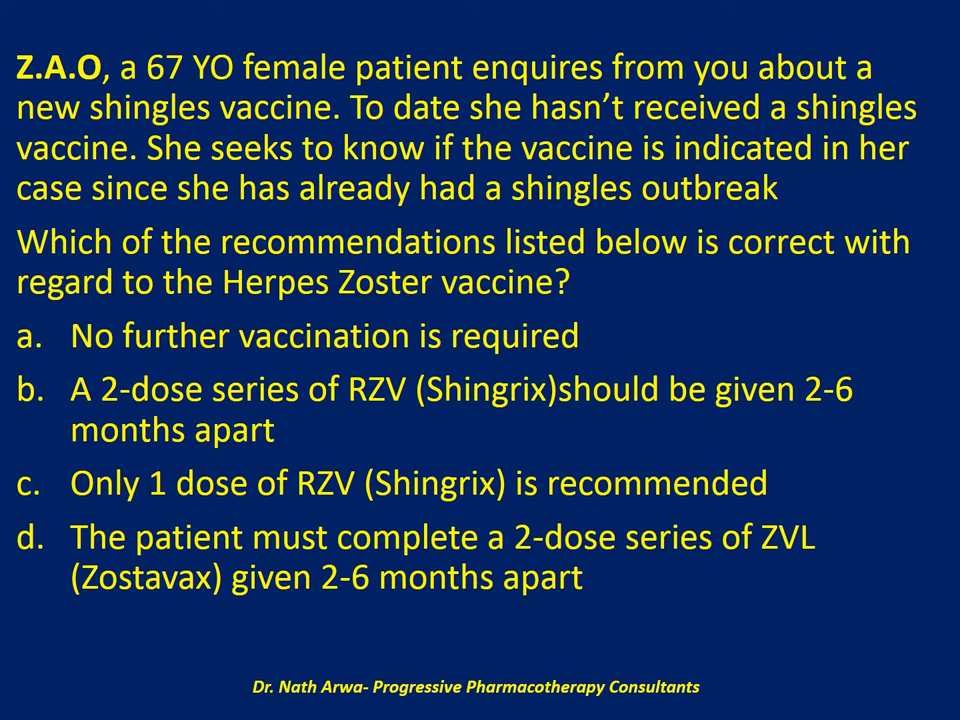 Z.A.O, a 67 YO female patient enquires from you about a
new shingles vaccine. To date she hasn’t received a shingles
vaccine. She seeks to know if the vaccine is indicated in her
case since she has already had a shingles outbreak
Which of the recommendations listed below is correct with
regard to the Herpes Zoster vaccine?
a. No further vaccination is required
b. A 2-dose series of RZV (Shingrix)should be given 2-6
months apart
c. Only 1 dose of RZV (Shingrix) is recommended
d. The patient must complete a 2-dose series of ZVL
(Zostavax) given 2-6 months apart
Dr. Nath Arwa- Progressive Pharmacotherapy Consultants